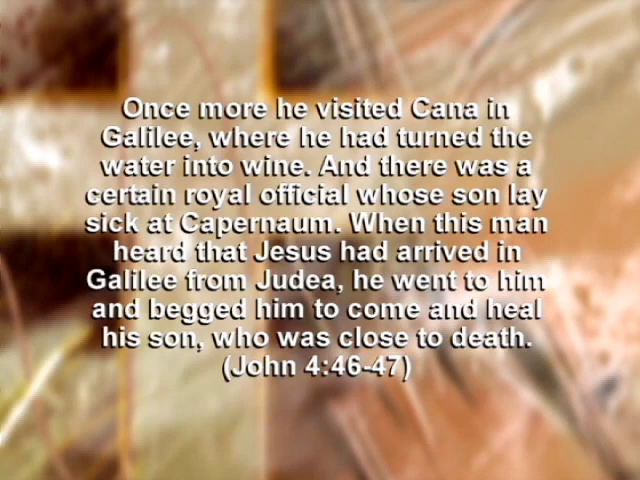 Once more he visited Cana in
Galilee, where he had turned the
water into wine. And there was a
certain royal official whose son lay
sick at Capernaum. When this man
heard that Jesus had arrived in
Galilee from Judea, he went to him
and begged him to come and heal
his son, who was close to death.
(John 4:46-47)